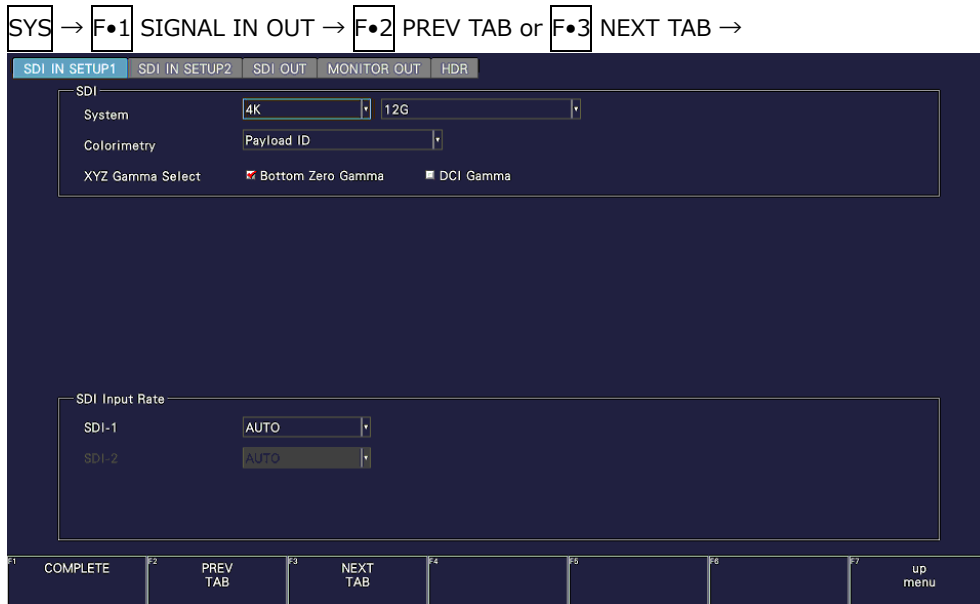 SYS → F•1 SIGNAL IN OUT → F•2 PREV TAB or F•3 NEXT TAB →
SDI IN SETUP1 SDI IN SETUP2 SDI OUT MONITOR OUT HDR
SDI
System 4K 12G
Colorimetry Payload ID
XYZ Gamma Select Bottom Zero Gamma DCI Gamma
SDI Input Rate
SDI-1 AUTO
SDI-2 AUTO
F1 COMPLETE F2 PREV TAB F3 NEXT TAB F4 F5 F6 F7 up menu